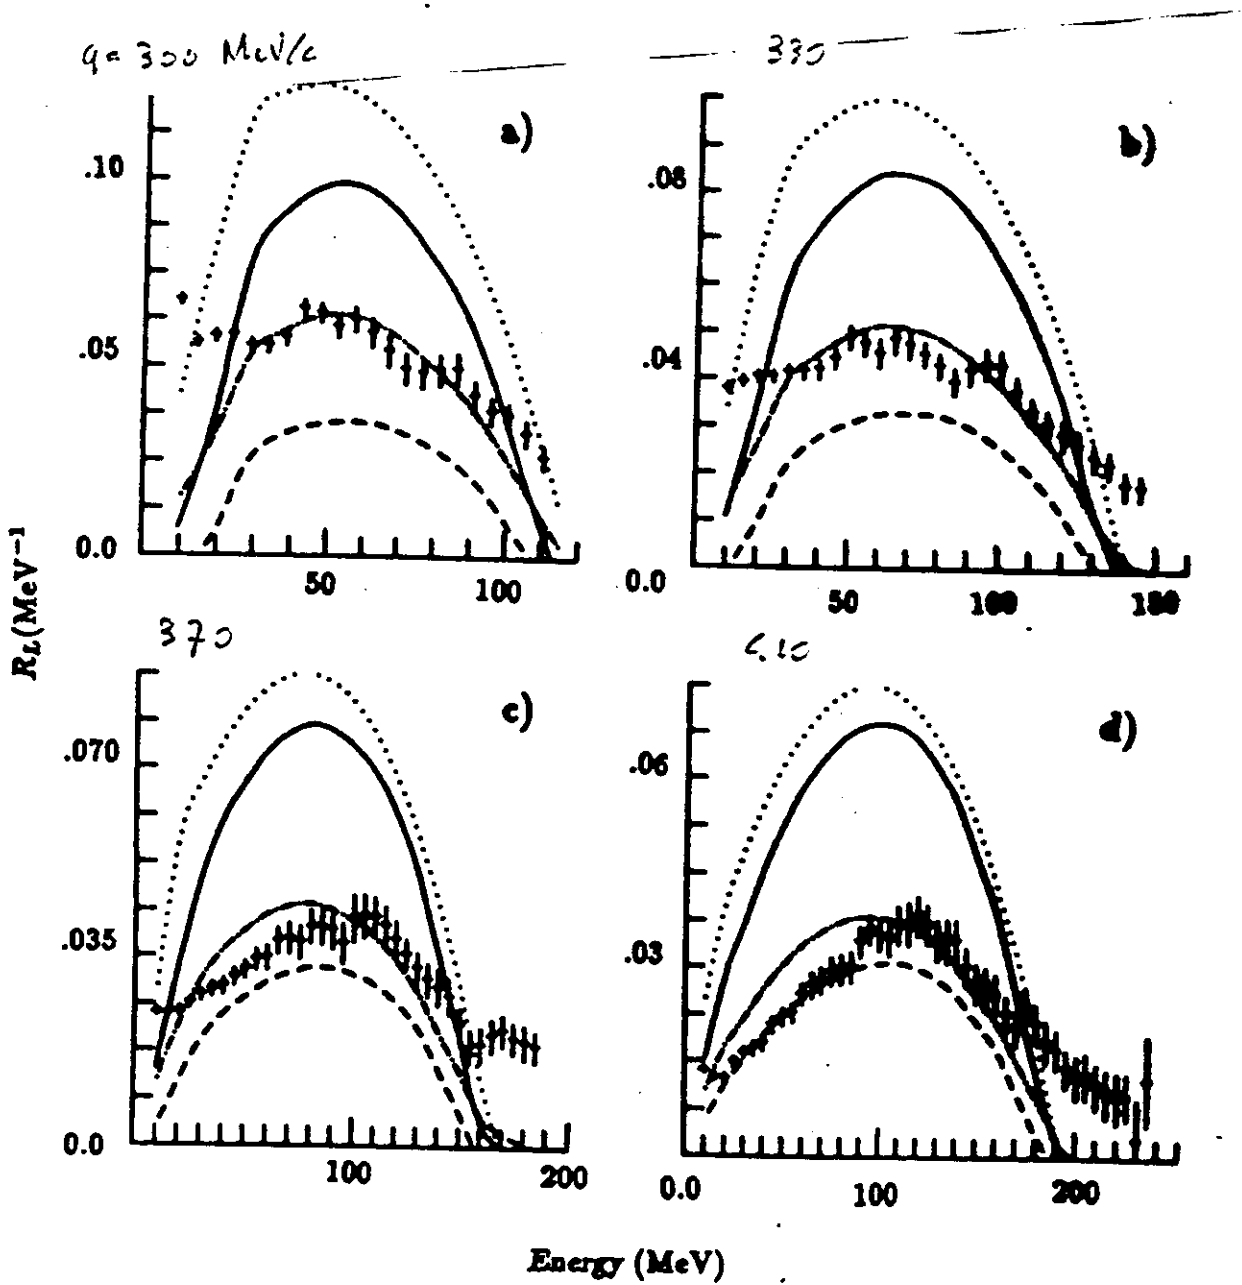 q= 300 MeV/c
330
a)
b)
.10
.05
0.0
50 100
.08
.04
0.0
50 100 150
R_L(MeV⁻¹)
370
410
c)
d)
.070
.035
0.0
100 200
.06
.03
0.0 100 200
Energy (MeV)